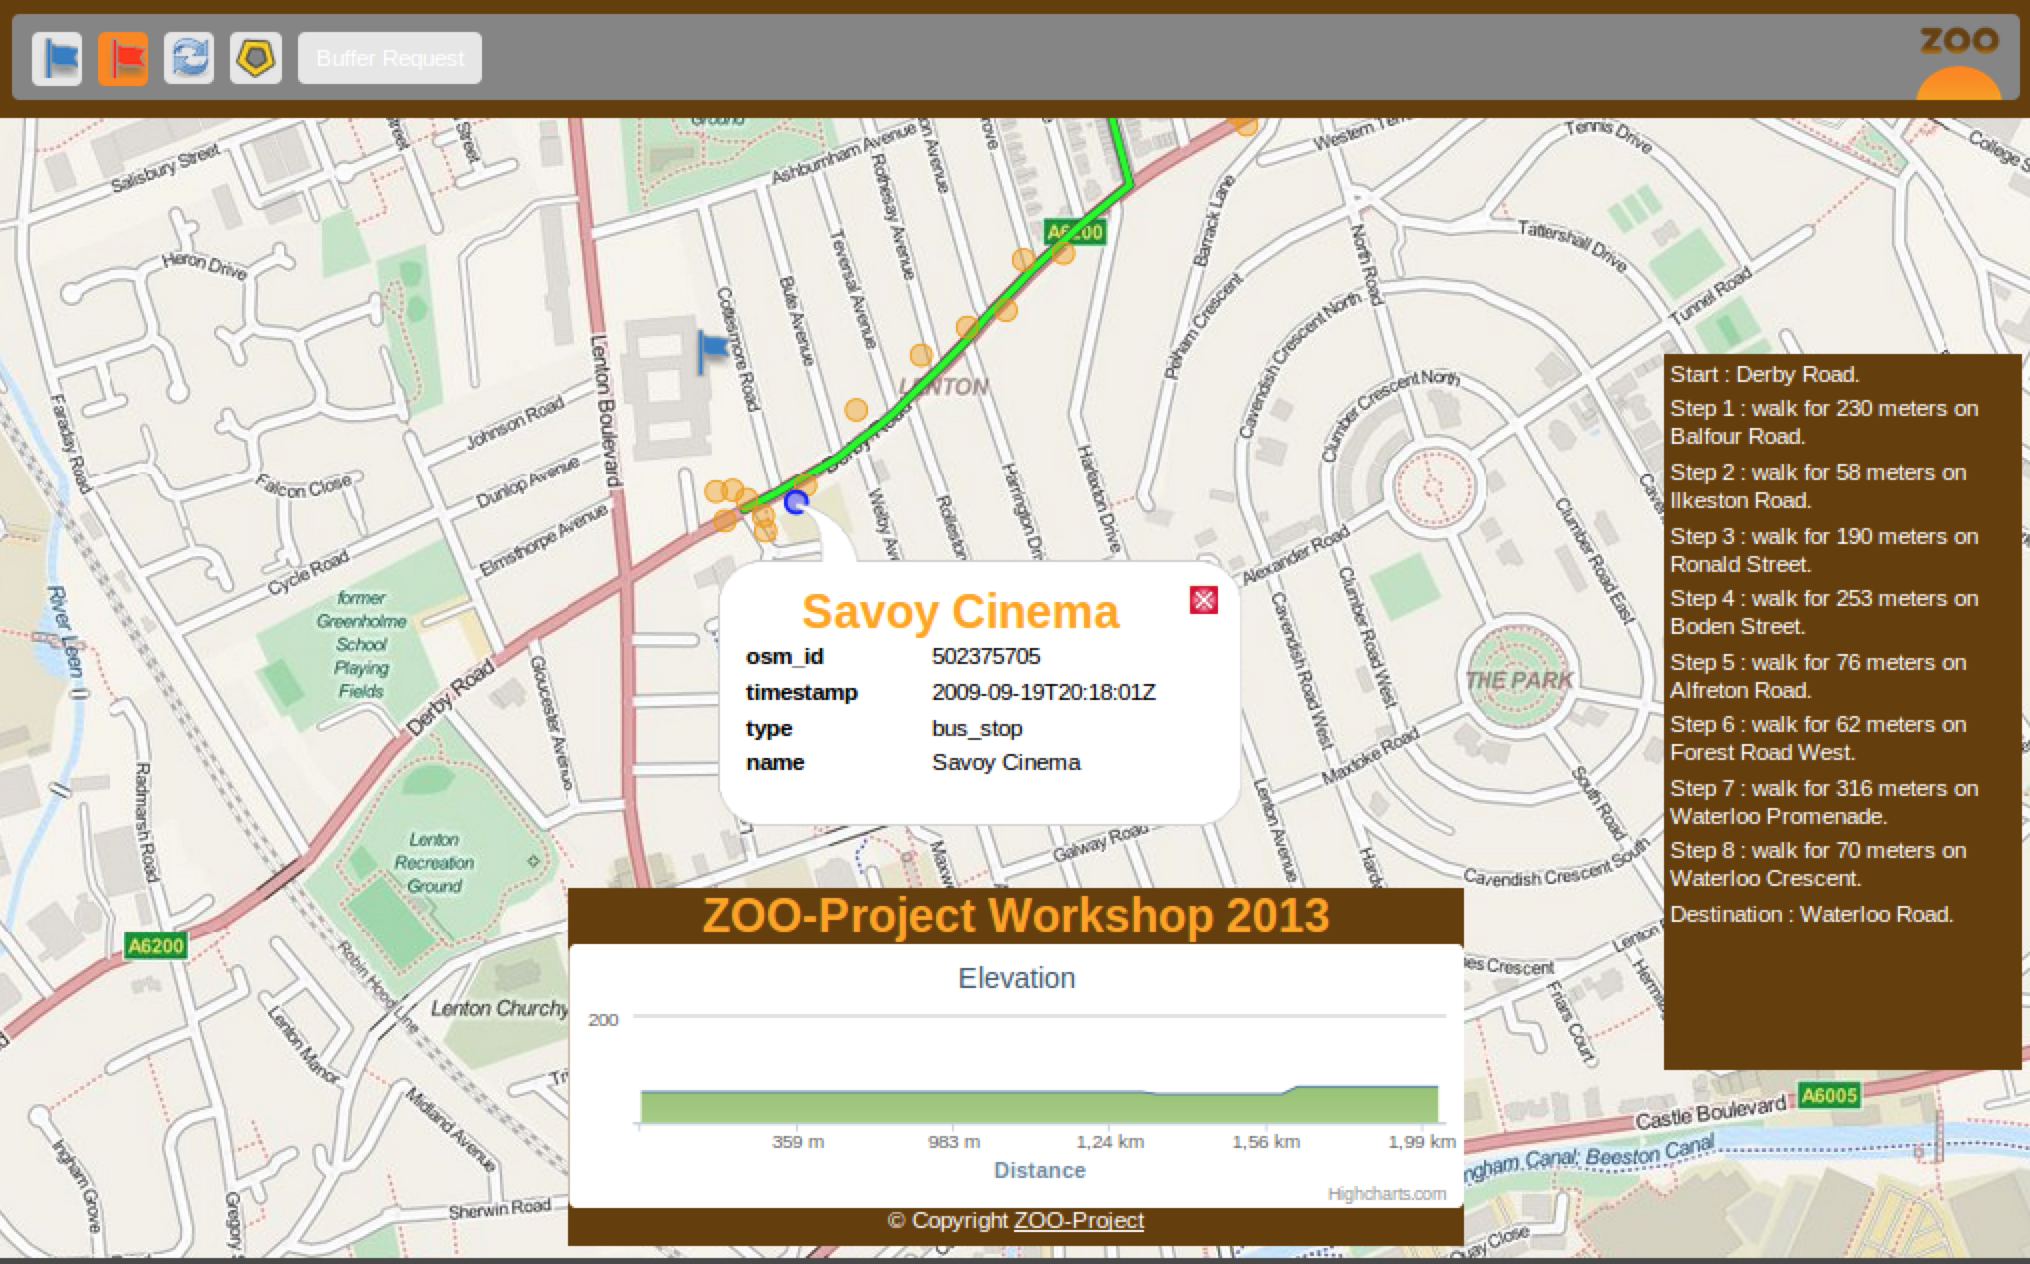 Buffer Request
ZOO
Ground
Salisbury Street
Street
Street
Ashburnham Avenue
Rothesay Avenue
Western
Tennis Drive
College
Heron Drive
A6200
Barrack Lane
North Road
Tattershall Drive
Tunnel Road
Teversal Avenue
Bute Avenue
Cottesmore Road
Lenton Boulevard
Pelham Crescent
Cavendish Crescent North
Clumber Crescent North
LENTON
Derby Road
Faraday Road
Johnson Road
Falcon Close
Dunlop Avenue
Elmsthorpe Avenue
Cycle Road
Harlaxton Drive
Alexander Road
Clumber Road East
Clumber Road West
Cavendish Road West
River Leen
former
Greenholme
School
Playing
Fields
Derby Road
Gloucester Avenue
Radmarsh Road
Savoy Cinema
osm_id 502375705
timestamp 2009-09-19T20:18:01Z
type bus_stop
name Savoy Cinema
THE PARK
Maxtoke Road
South Road
Lenton Avenue
Galway Road
Cavendish Crescent South
Lenton
Recreation
Ground
A6200
Robin Hood Line
Lenton Churchy
Lenton Manor
Midland Avenue
Ingham Grove
Gregory
Sherwin Road
Start : Derby Road.
Step 1 : walk for 230 meters on
Balfour Road.
Step 2 : walk for 58 meters on
Ilkeston Road.
Step 3 : walk for 190 meters on
Ronald Street.
Step 4 : walk for 253 meters on
Boden Street.
Step 5 : walk for 76 meters on
Alfreton Road.
Step 6 : walk for 62 meters on
Forest Road West.
Step 7 : walk for 316 meters on
Waterloo Promenade.
Step 8 : walk for 70 meters on
Waterloo Crescent.
Destination : Waterloo Road.
Lenton
es Crescent
Friars Court
A6005
Castle Boulevard
ngham Canal; Beeston Canal
Quay Close
ZOO-Project Workshop 2013
Elevation
200
359 m 983 m 1,24 km 1,56 km 1,99 km
Distance
Highcharts.com
© Copyright ZOO-Project